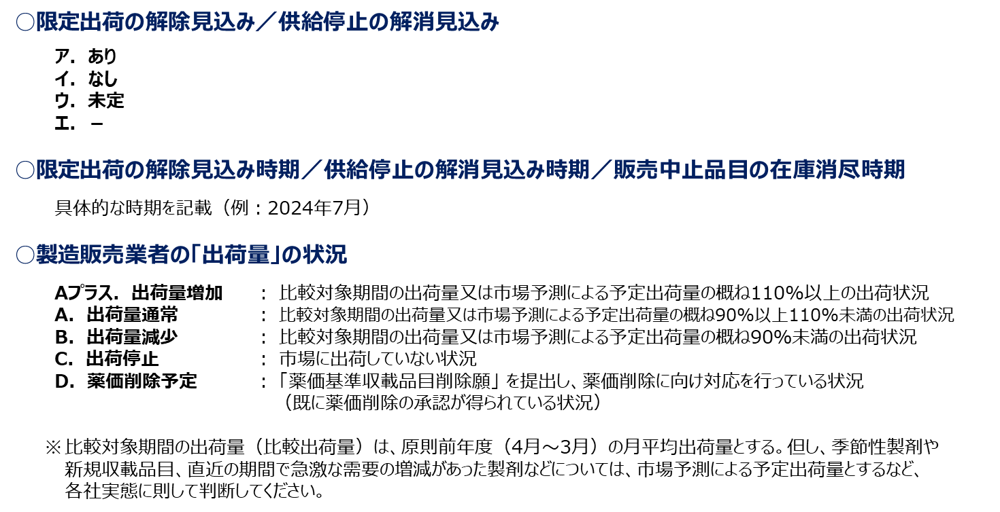 ○限定出荷の解除見込み／供給停止の解消見込み
ア．あり
イ．なし
ウ．未定
エ．－
○限定出荷の解除見込み時期／供給停止の解消見込み時期／販売中止品目の在庫消尽時期
具体的な時期を記載（例：2024年7月）
○製造販売業者の「出荷量」の状況
Aプラス．出荷量増加　：比較対象期間の出荷量又は市場予測による予定出荷量の概ね110％以上の出荷状況
A．出荷量通常　：比較対象期間の出荷量又は市場予測による予定出荷量の概ね90％以上110％未満の出荷状況
B．出荷量減少　：比較対象期間の出荷量又は市場予測による予定出荷量の概ね90％未満の出荷状況
C．出荷停止　：市場に出荷していない状況
D．薬価削除予定　：「薬価基準収載品目削除願」を提出し、薬価削除に向け対応を行っている状況
（既に薬価削除の承認が得られている状況）
※比較対象期間の出荷量（比較出荷量）は、原則前年度（4月～3月）の月平均出荷量とする。但し、季節性製剤や
新規収載品目、直近の期間で急激な需要の増減があった製剤などについては、市場予測による予定出荷量とするなど、
各社実態に則して判断してください。